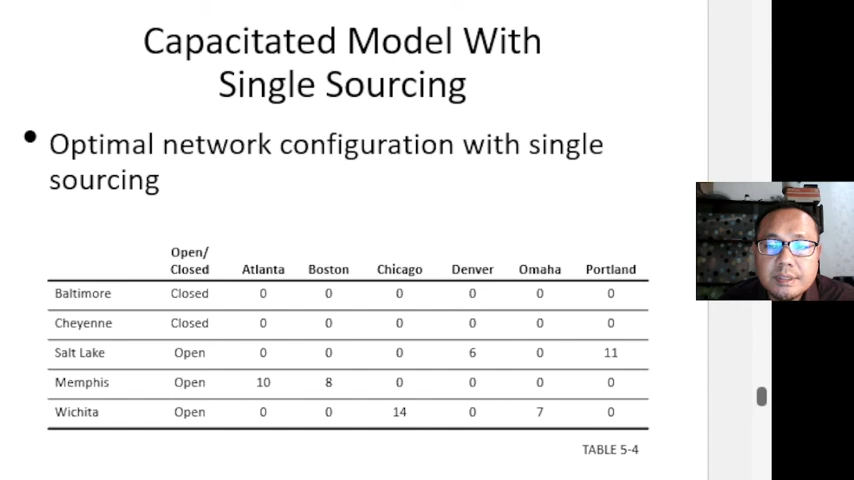 Capacitated Model With
Single Sourcing
• Optimal network configuration with single
sourcing
Open/
Closed Atlanta Boston Chicago Denver Omaha Portland
Baltimore Closed 0 0 0 0 0 0
Cheyenne Closed 0 0 0 0 0 0
Salt Lake Open 0 0 0 6 0 11
Memphis Open 10 8 0 0 0 0
Wichita Open 0 0 14 0 7 0
TABLE 5-4